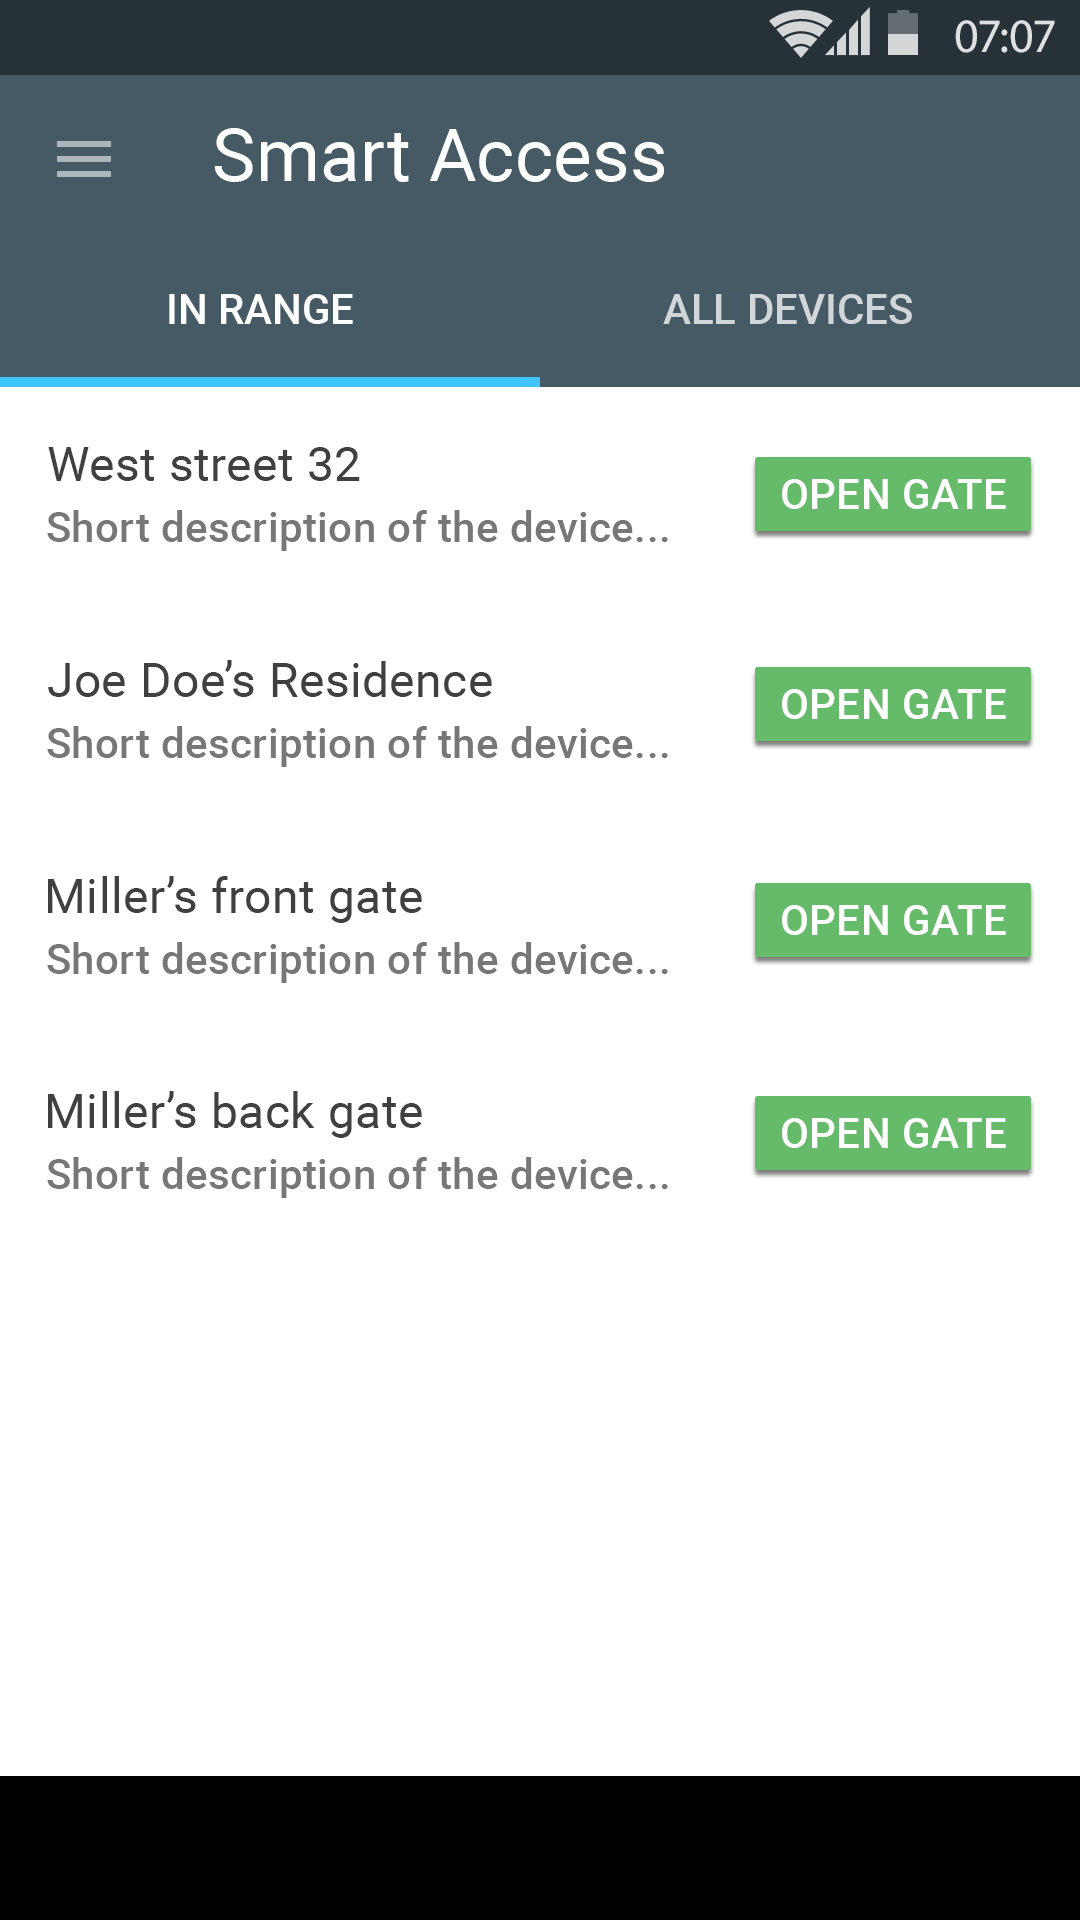 07:07
Smart Access
IN RANGE
ALL DEVICES
West street 32
Short description of the device...
OPEN GATE
Joe Doe’s Residence
Short description of the device...
OPEN GATE
Miller’s front gate
Short description of the device...
OPEN GATE
Miller’s back gate
Short description of the device...
OPEN GATE